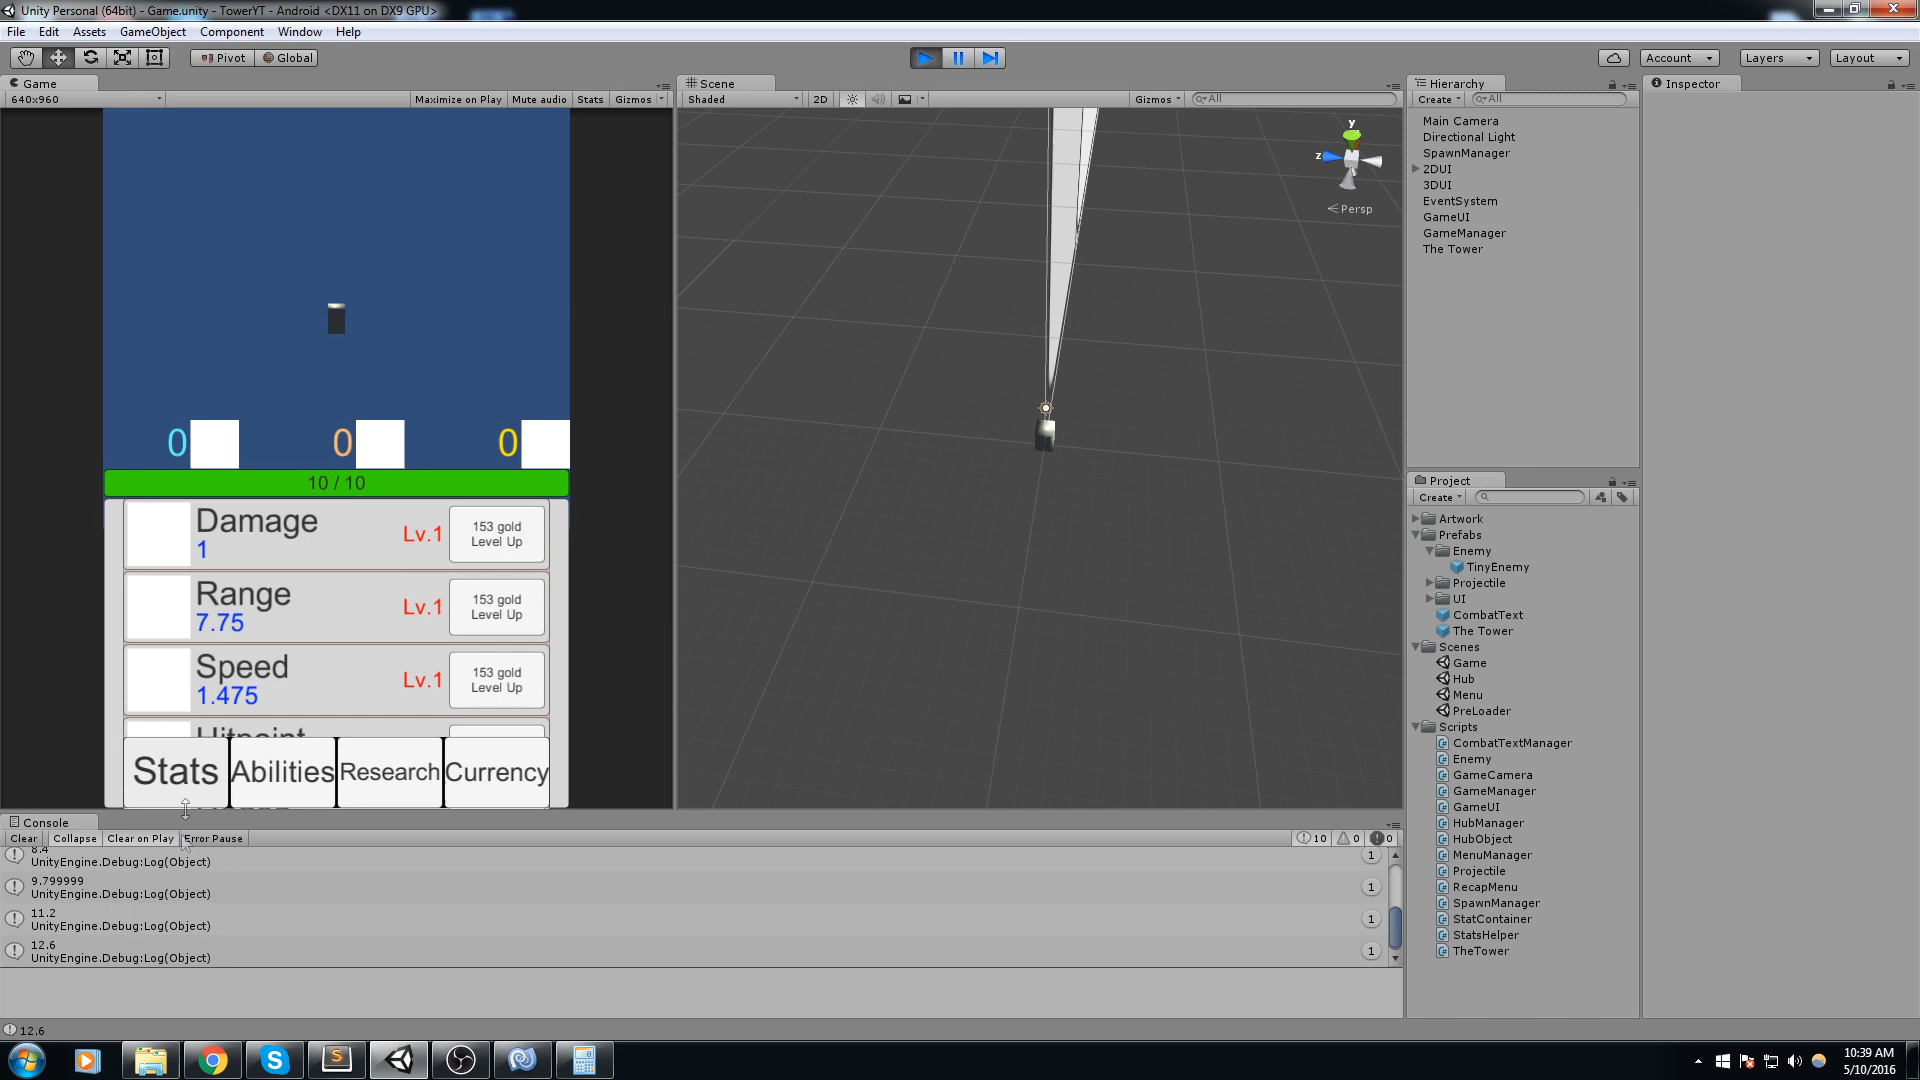 Unity Personal (64bit) - Game.unity - TowerYT - Android <DX11 on DX9 GPU>
File Edit Assets GameObject Component Window Help
Pivot Global Account Layers Layout
Game
640x960 Maximize on Play Mute audio Stats Gizmos
0 0 0
10 / 10
Damage
1
Lv.1
153 gold
Level Up
Range
7.75
Lv.1
153 gold
Level Up
Speed
1.475
Lv.1
153 gold
Level Up
Hitpoint
Stats Abilities Research Currency
Scene
Shaded 2D Gizmos All
y
z
Persp
Hierarchy
Create All
Main Camera
Directional Light
SpawnManager
2DUI
3DUI
EventSystem
GameUI
GameManager
The Tower
Inspector
Project
Create
Artwork
Prefabs
Enemy
TinyEnemy
Projectile
UI
CombatText
The Tower
Scenes
Game
Hub
Menu
PreLoader
Scripts
CombatTextManager
Enemy
GameCamera
GameManager
GameUI
HubManager
HubObject
MenuManager
Projectile
RecapMenu
SpawnManager
StatContainer
StatsHelper
TheTower
Console
Clear Collapse Clear on Play Error Pause 10 0 0
8.4
UnityEngine.Debug:Log(Object) 1
9.799999
UnityEngine.Debug:Log(Object) 1
11.2
UnityEngine.Debug:Log(Object) 1
12.6
UnityEngine.Debug:Log(Object) 1
12.6
10:39 AM
5/10/2016